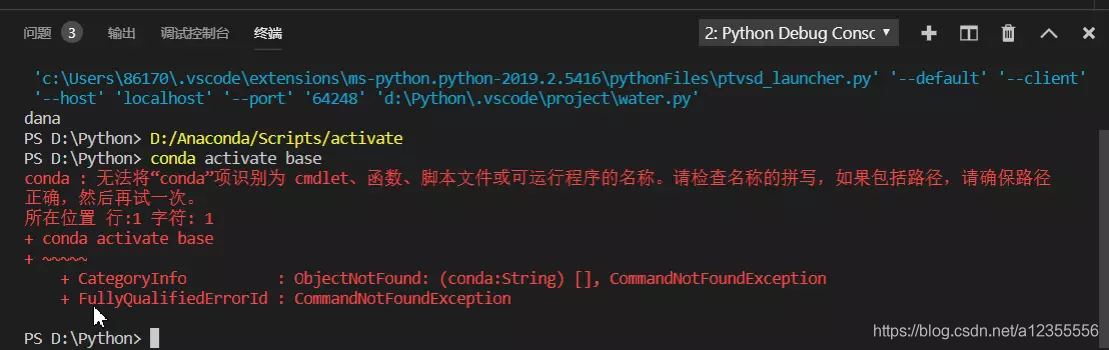 问题 3 输出 调试控制台 终端 2: Python Debug Consc
'c:\Users\86170\.vscode\extensions\ms-python.python-2019.2.5416\pythonFiles\ptvsd_launcher.py' '--default' '--client'
'--host' 'localhost' '--port' '64248' 'd:\Python\.vscode\project\water.py'
dana
PS D:\Python> D:/Anaconda/Scripts/activate
PS D:\Python> conda activate base
conda : 无法将“conda”项识别为 cmdlet、函数、脚本文件或可运行程序的名称。请检查名称的拼写，如果包括路径，请确保路径
正确，然后再试一次。
所在位置 行:1 字符: 1
+ conda activate base
+ ~~~~~
+ CategoryInfo : ObjectNotFound: (conda:String) [], CommandNotFoundException
+ FullyQualifiedErrorId : CommandNotFoundException
PS D:\Python>
https://blog.csdn.net/a12355556